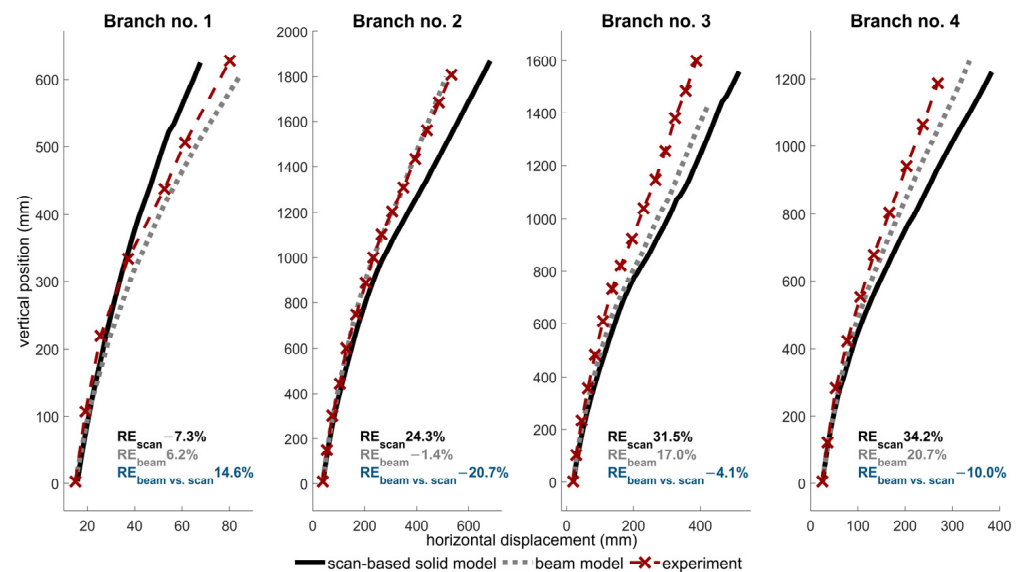 Branch no. 1
Branch no. 2
Branch no. 3
Branch no. 4
vertical position (mm)
600
500
400
300
200
100
0
20
40
60
80
RE scan −7.3%
RE beam 6.2%
RE beam vs. scan 14.6%
2000
1800
1600
1400
1200
1000
800
600
400
200
0
0
200
400
600
RE scan 24.3%
RE beam −1.4%
RE beam vs. scan −20.7%
1600
1400
1200
1000
800
600
400
200
0
0
200
400
RE scan 31.5%
RE beam 17.0%
RE beam vs. scan −4.1%
1200
1000
800
600
400
200
0
0
100
200
300
400
RE scan 34.2%
RE beam 20.7%
RE beam vs. scan −10.0%
horizontal displacement (mm)
scan-based solid model
beam model
experiment